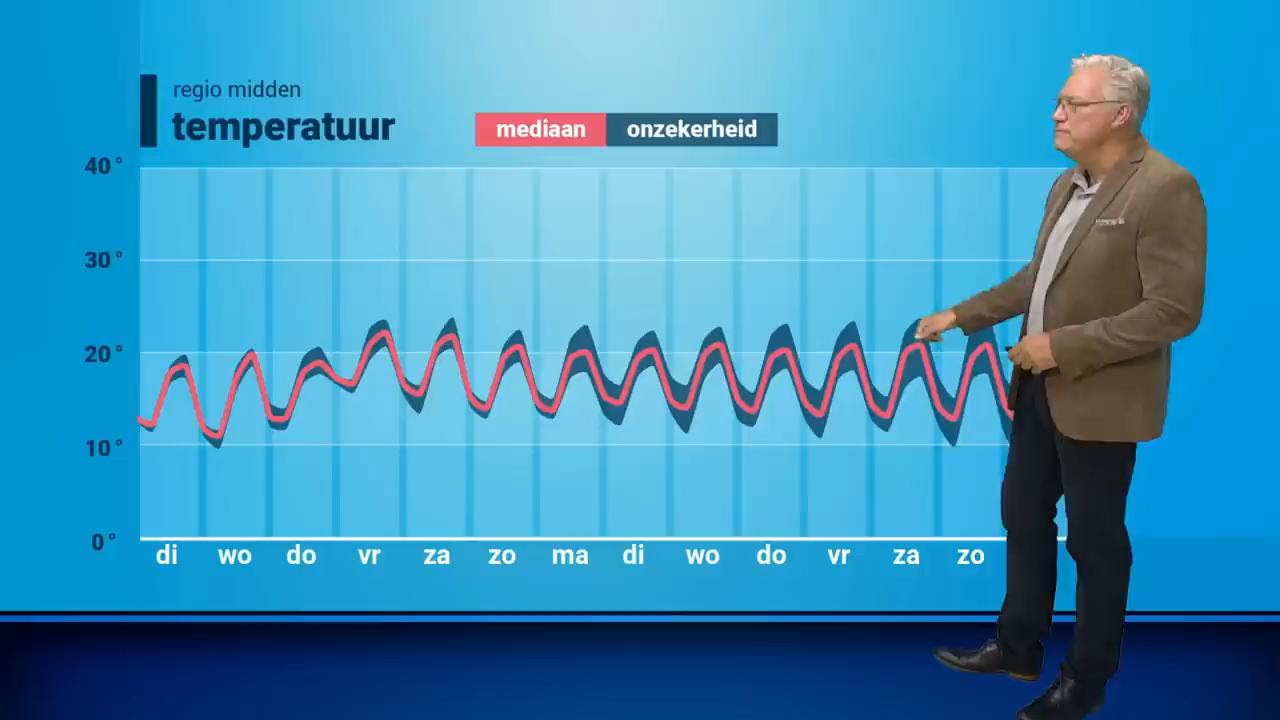 regio midden
temperatuur
mediaan onzekerheid
40°
30°
20°
10°
0°
di wo do vr za zo ma di wo do vr za zo